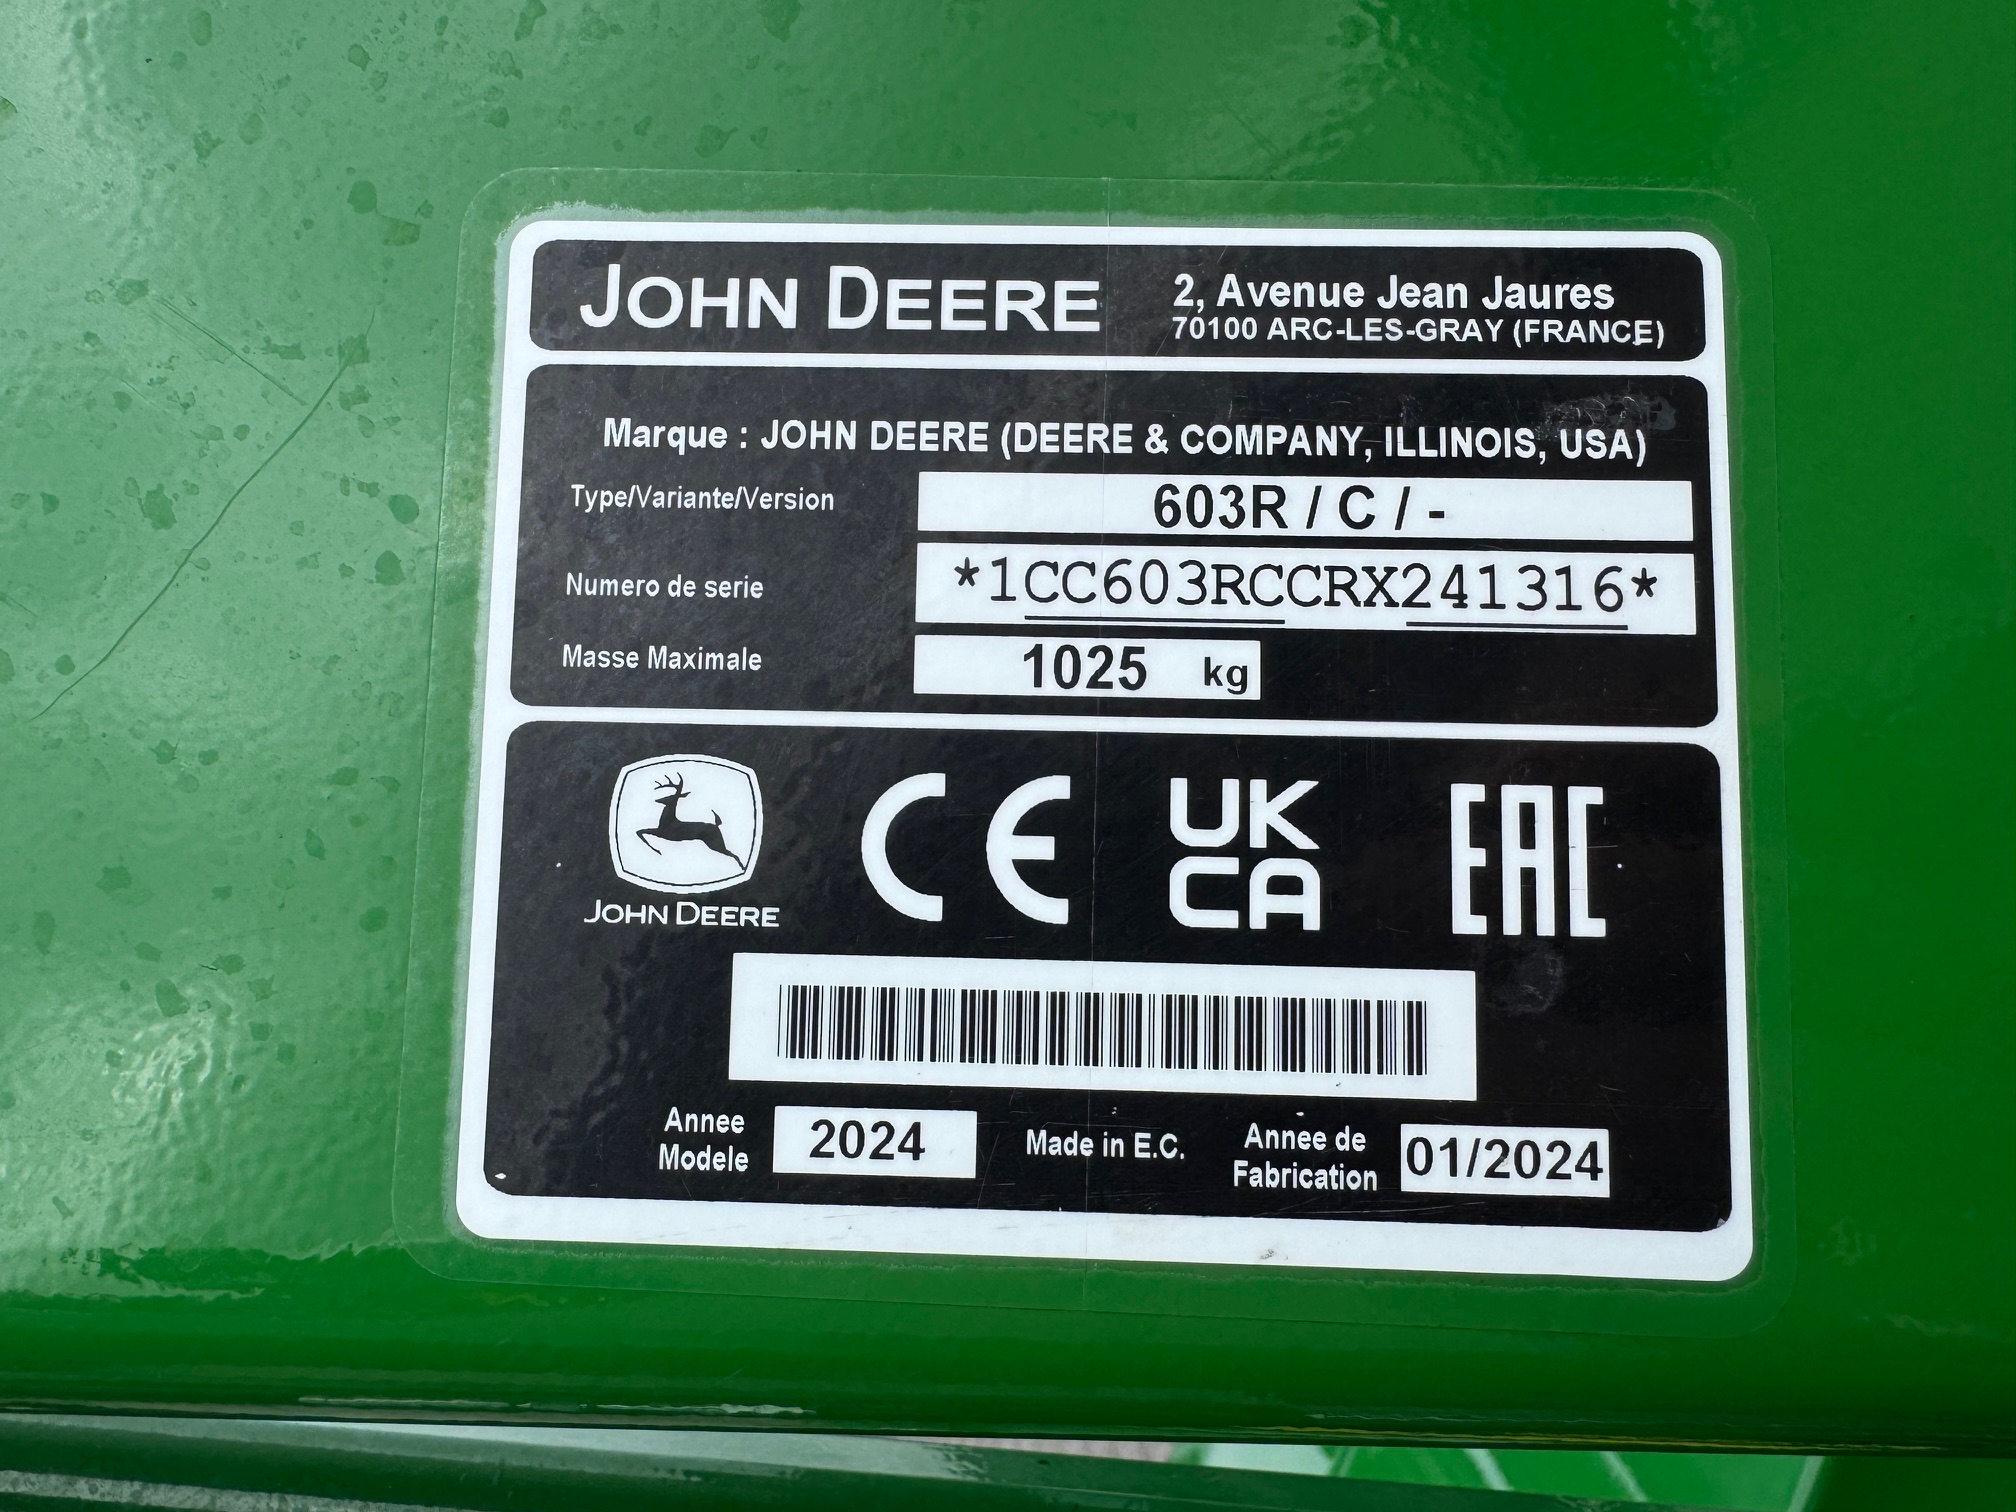 JOHN DEERE
2, Avenue Jean Jaures
70100 ARC-LES-GRAY (FRANCE)
Marque : JOHN DEERE (DEERE & COMPANY, ILLINOIS, USA)
Type/Variante/Version 603R / C / -
Numero de serie *1CC603RCCRX241316*
Masse Maximale 1025 kg
JOHN DEERE
CE
UK
CA
EAC
Annee
Modele
2024
Made in E.C.
Annee de
Fabrication
01/2024